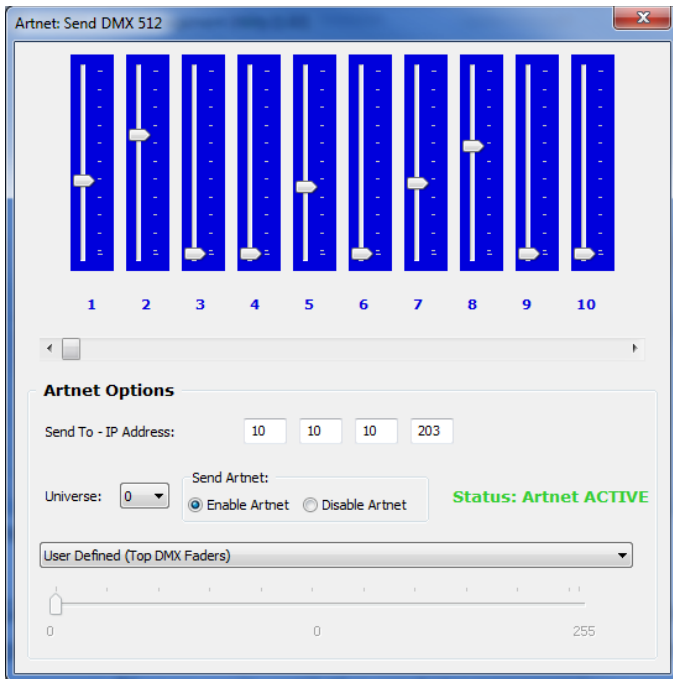 Artnet: Send DMX 512
1 2 3 4 5 6 7 8 9 10
Artnet Options
Send To - IP Address: 10 10 10 203
Send Artnet:
Universe: 0 Enable Artnet Disable Artnet Status: Artnet ACTIVE
User Defined (Top DMX Faders)
0 0 255